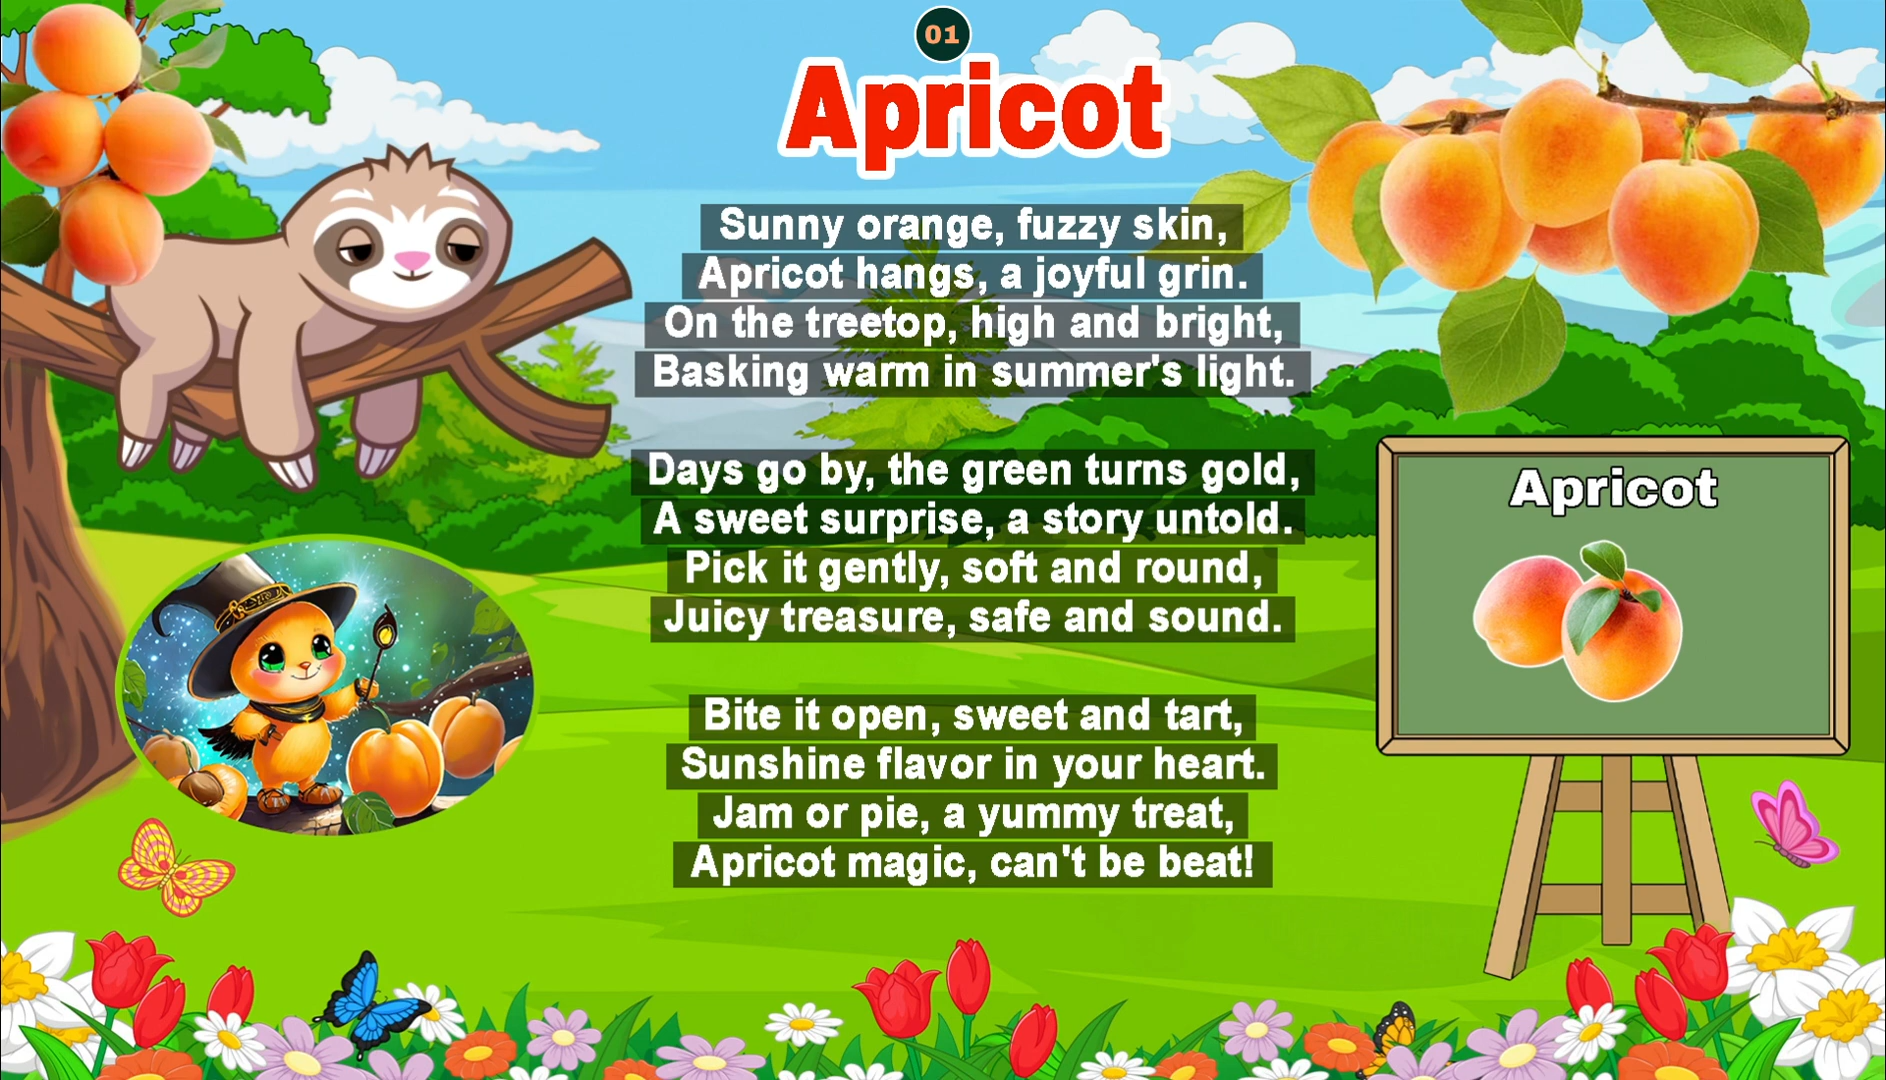 01
Apricot
Sunny orange, fuzzy skin,
Apricot hangs, a joyful grin.
On the treetop, high and bright,
Basking warm in summer's light.
Days go by, the green turns gold,
A sweet surprise, a story untold.
Pick it gently, soft and round,
Juicy treasure, safe and sound.
Bite it open, sweet and tart,
Sunshine flavor in your heart.
Jam or pie, a yummy treat,
Apricot magic, can't be beat!
Apricot